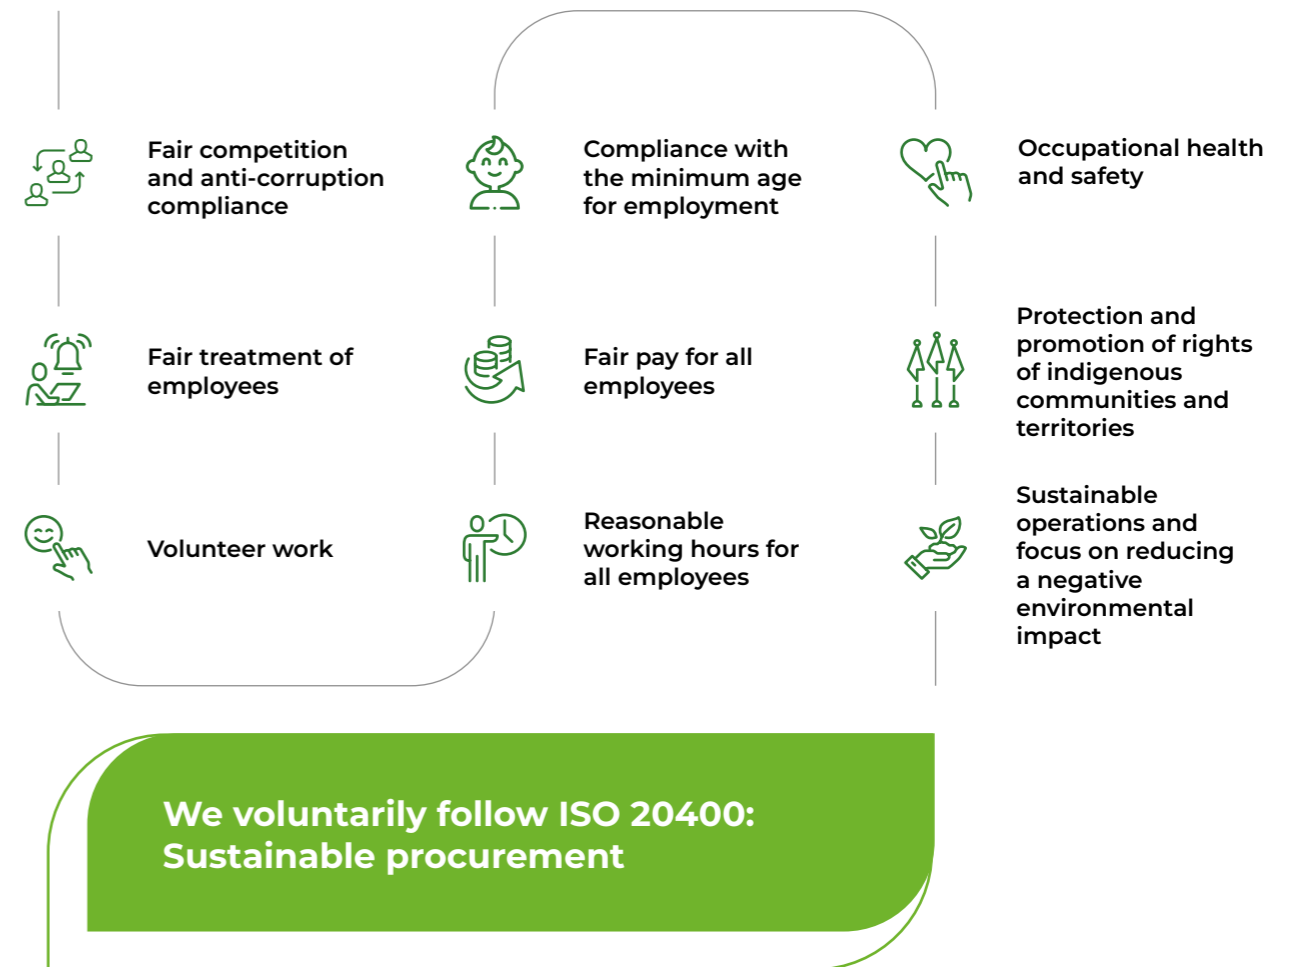 Fair competition
and anti-corruption
compliance
Fair treatment of
employees
Volunteer work
Compliance with
the minimum age
for employment
Fair pay for all
employees
Reasonable
working hours for
all employees
Occupational health
and safety
Protection and
promotion of rights
of indigenous
communities and
territories
Sustainable
operations and
focus on reducing
a negative
environmental
impact
We voluntarily follow ISO 20400:
Sustainable procurement